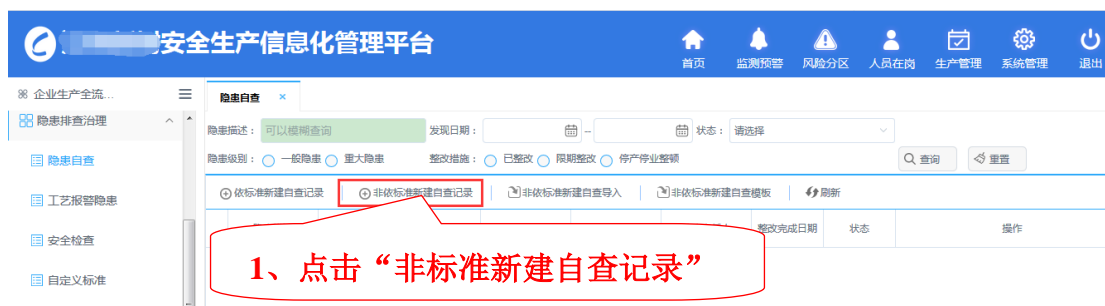 安全生产信息化管理平台
首页 监测预警 风险分区 人员在岗 生产管理 系统管理 退出
企业生产全流... 隐患自查 ×
隐患排查治理
隐患描述： 可以模糊查询 发现日期： - 状态： 请选择
隐患级别： 一般隐患 重大隐患 整改措施： 已整改 限期整改 停产停业整顿 查询 重置
隐患自查
依标准新建自查记录 非依标准新建自查记录 非依标准新建自查导入 非依标准新建自查模板 刷新
工艺报警隐患
整改完成日期 状态 操作
安全检查
1、点击“非标准新建自查记录”
自定义标准